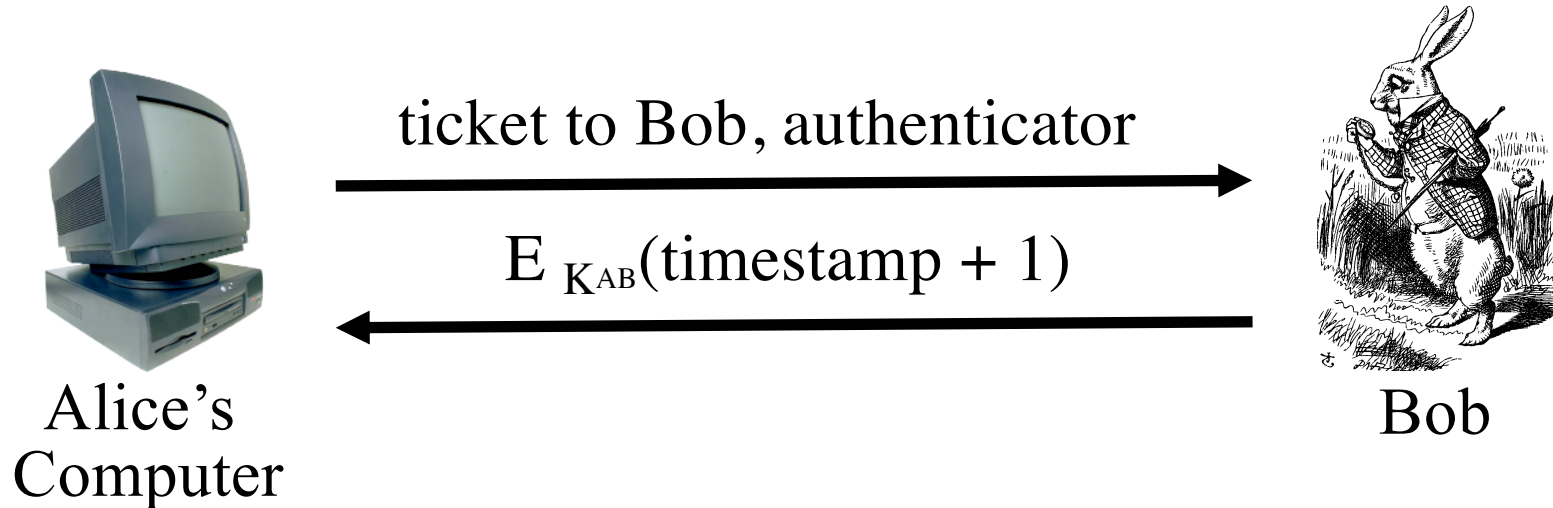 ticket to Bob, authenticator
E KAB(timestamp + 1)
Alice’s
Computer
Bob